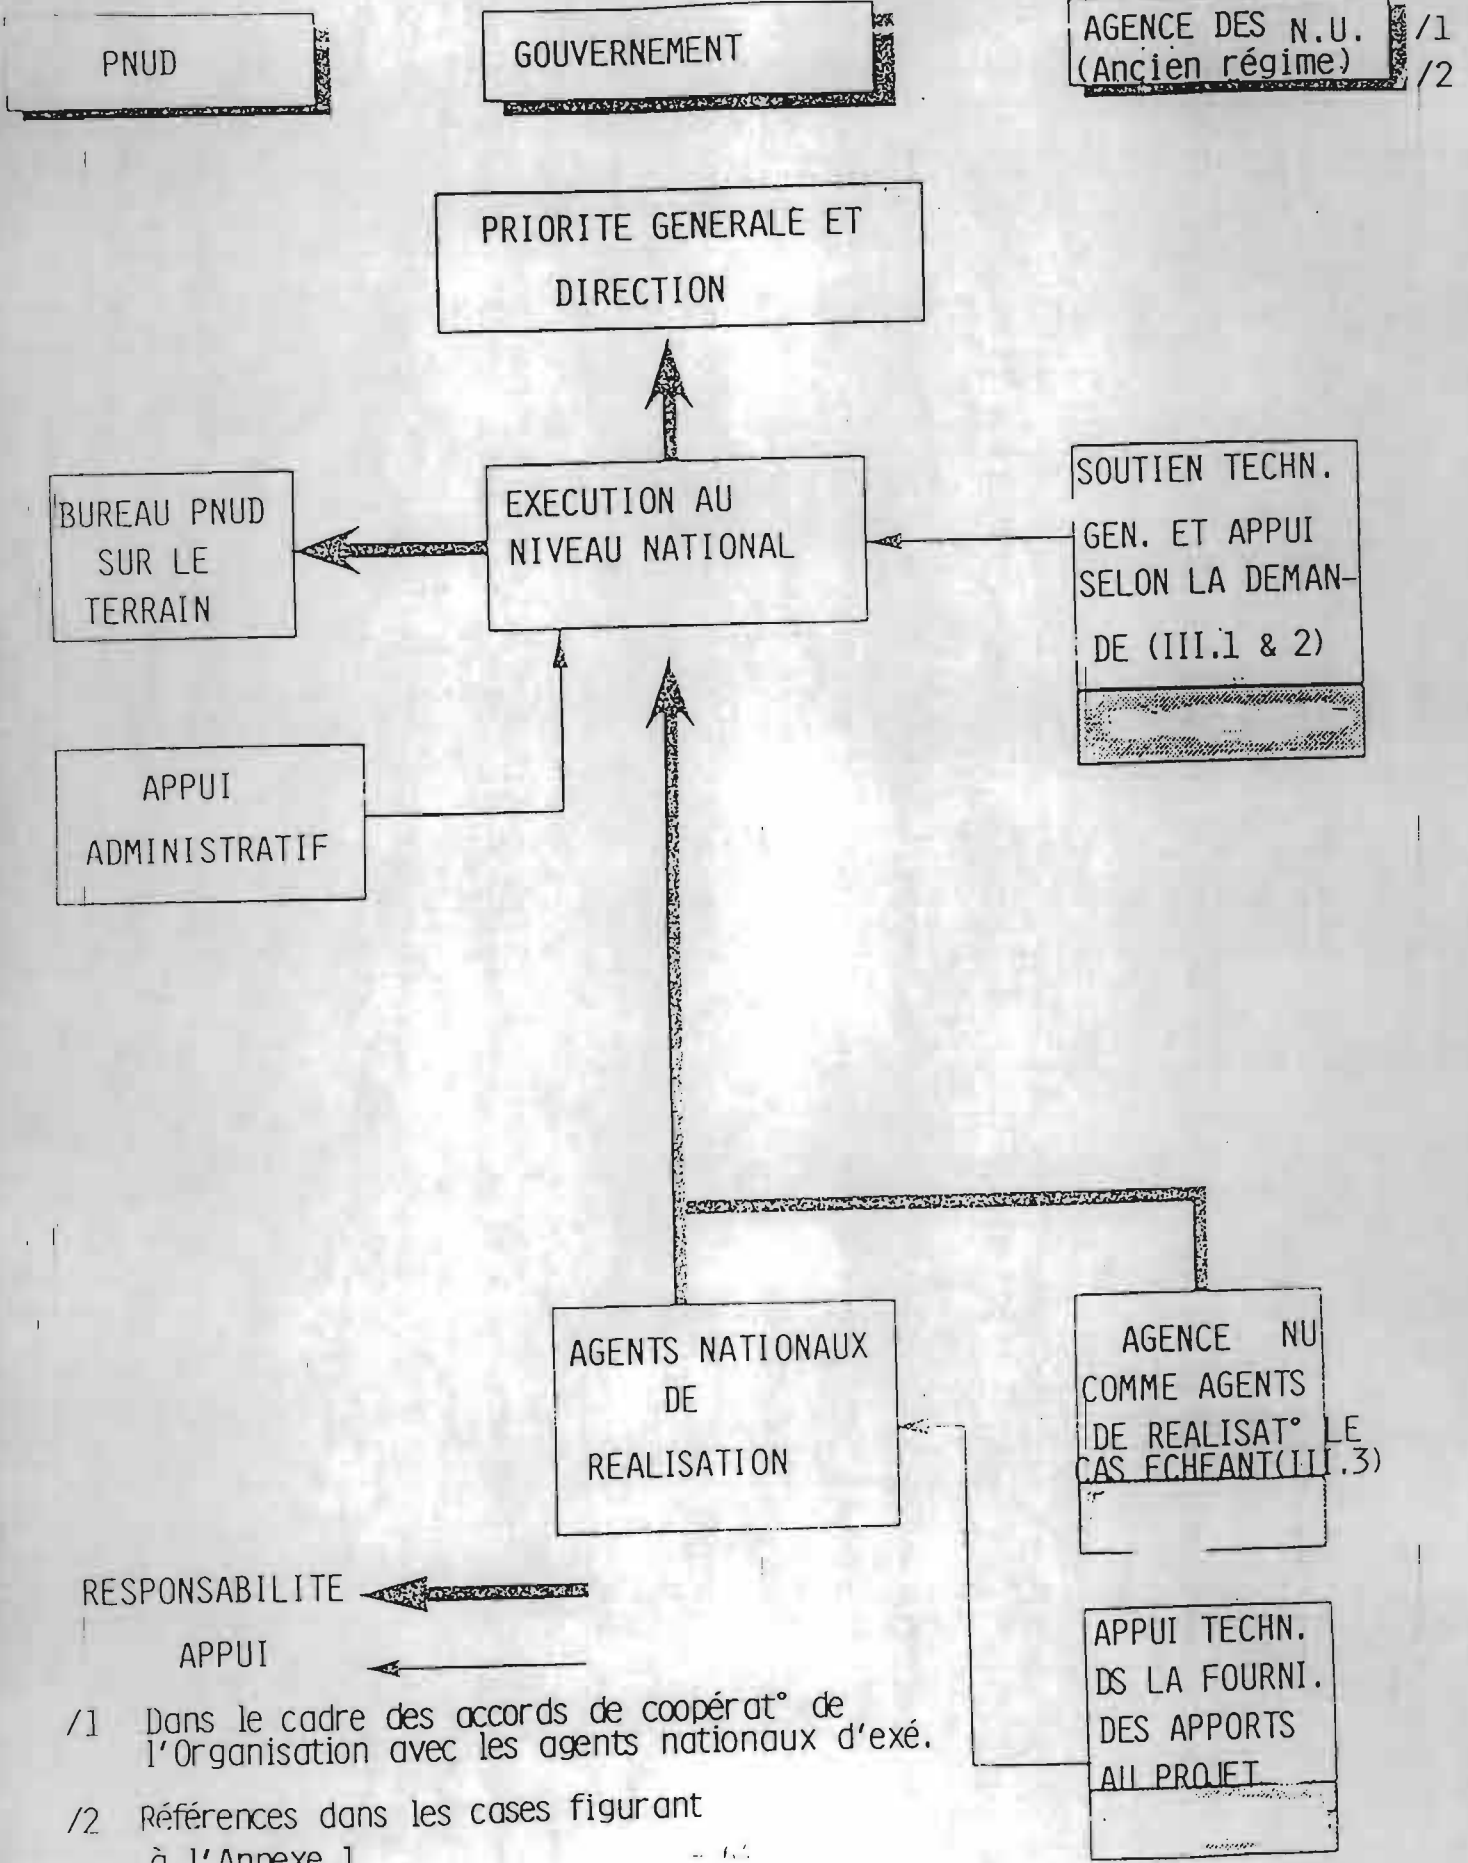 PNUD
GOUVERNEMENT
AGENCE DES N.U. /1
(Ancien régime) /2
PRIORITE GENERALE ET
DIRECTION
BUREAU PNUD
SUR LE
TERRAIN
EXECUTION AU
NIVEAU NATIONAL
SOUTIEN TECHN.
GEN. ET APPUI
SELON LA DEMAN-
DE (III.1 & 2)
APPUI
ADMINISTRATIF
AGENTS NATIONAUX
DE
REALISATION
AGENCE NU
COMME AGENTS
DE REALISAT° LE
CAS ECHEANT(III.3)
RESPONSABILITE
APPUI
APPUI TECHN.
DS LA FOURNI.
DES APPORTS
AU PROJET
/1 Dans le cadre des accords de coopérat° de
l'Organisation avec les agents nationaux d'exé.
/2 Références dans les cases figurant
à l'Annexe 1